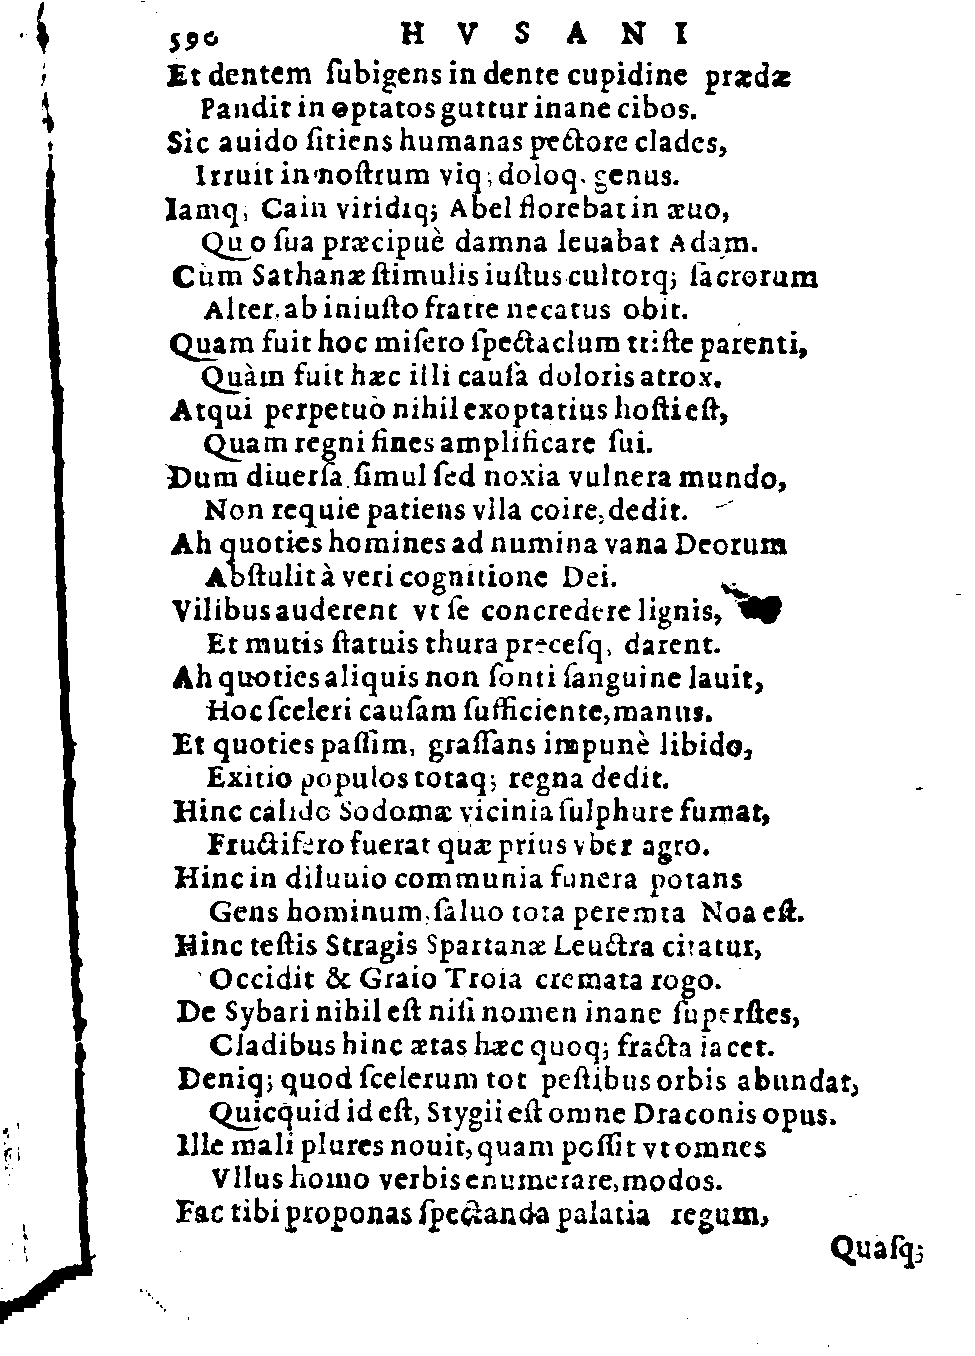 590 HVSANI
Et dentem ſubigens in dente cupidine prædæ
Pandit in optatos guttur inane cibos.
Sic auido ſitiens humanas pectore clades,
Irruit in noſtrum viq; doloq. genus.
Iamq; Cain viridiq; Abel florebat in æuo,
Quo ſua præcipuè damna leuabat Adam.
Cùm Sathanæ ſtimulis iuſtus cultorq; ſacrorum
Alter, ab iniuſto fratre necatus obit.
Quam fuit hoc miſero ſpectaclum triſte parenti,
Quàm fuit hæc illi cauſa doloris atrox.
Atqui perpetuò nihil exoptatius hoſti eſt,
Quam regni fines amplificare ſui.
Dum diuerſa ſimul ſed noxia vulnera mundo,
Non requie patiens vlla coire, dedit.
Ah quoties homines ad numina vana Deorum
Abſtulit à veri cognitione Dei.
Vilibus auderent vt ſe concredere lignis,
Et mutis ſtatuis thura preceſq; darent.
Ah quoties aliquis non ſonti ſanguine lauit,
Hoc ſceleri cauſam ſufficiente, manus.
Et quoties paſſim, graſſans impunè libido,
Exitio populos totaq; regna dedit.
Hinc calido Sodomæ vicinia ſulphure fumat,
Fructifero fuerat quæ prius vber agro.
Hinc in diluuio communia funera potans
Gens hominum, ſaluo tota peremta Noa eſt.
Hinc teſtis Stragis Spartanæ Leuctra citatur,
Occidit & Graio Troia cremata rogo.
De Sybari nihil eſt niſi nomen inane ſuperſtes,
Cladibus hinc ætas hæc quoq; fracta iacet.
Deniq; quod ſcelerum tot peſtibus orbis abundat,
Quicquid id eſt, Stygii eſt omne Draconis opus.
Ille mali plures nouit, quam poſſit vt omnes
Vllus homo verbis enumerare, modos.
Fac tibi proponas ſpectanda palatia regum,
Quaſq;